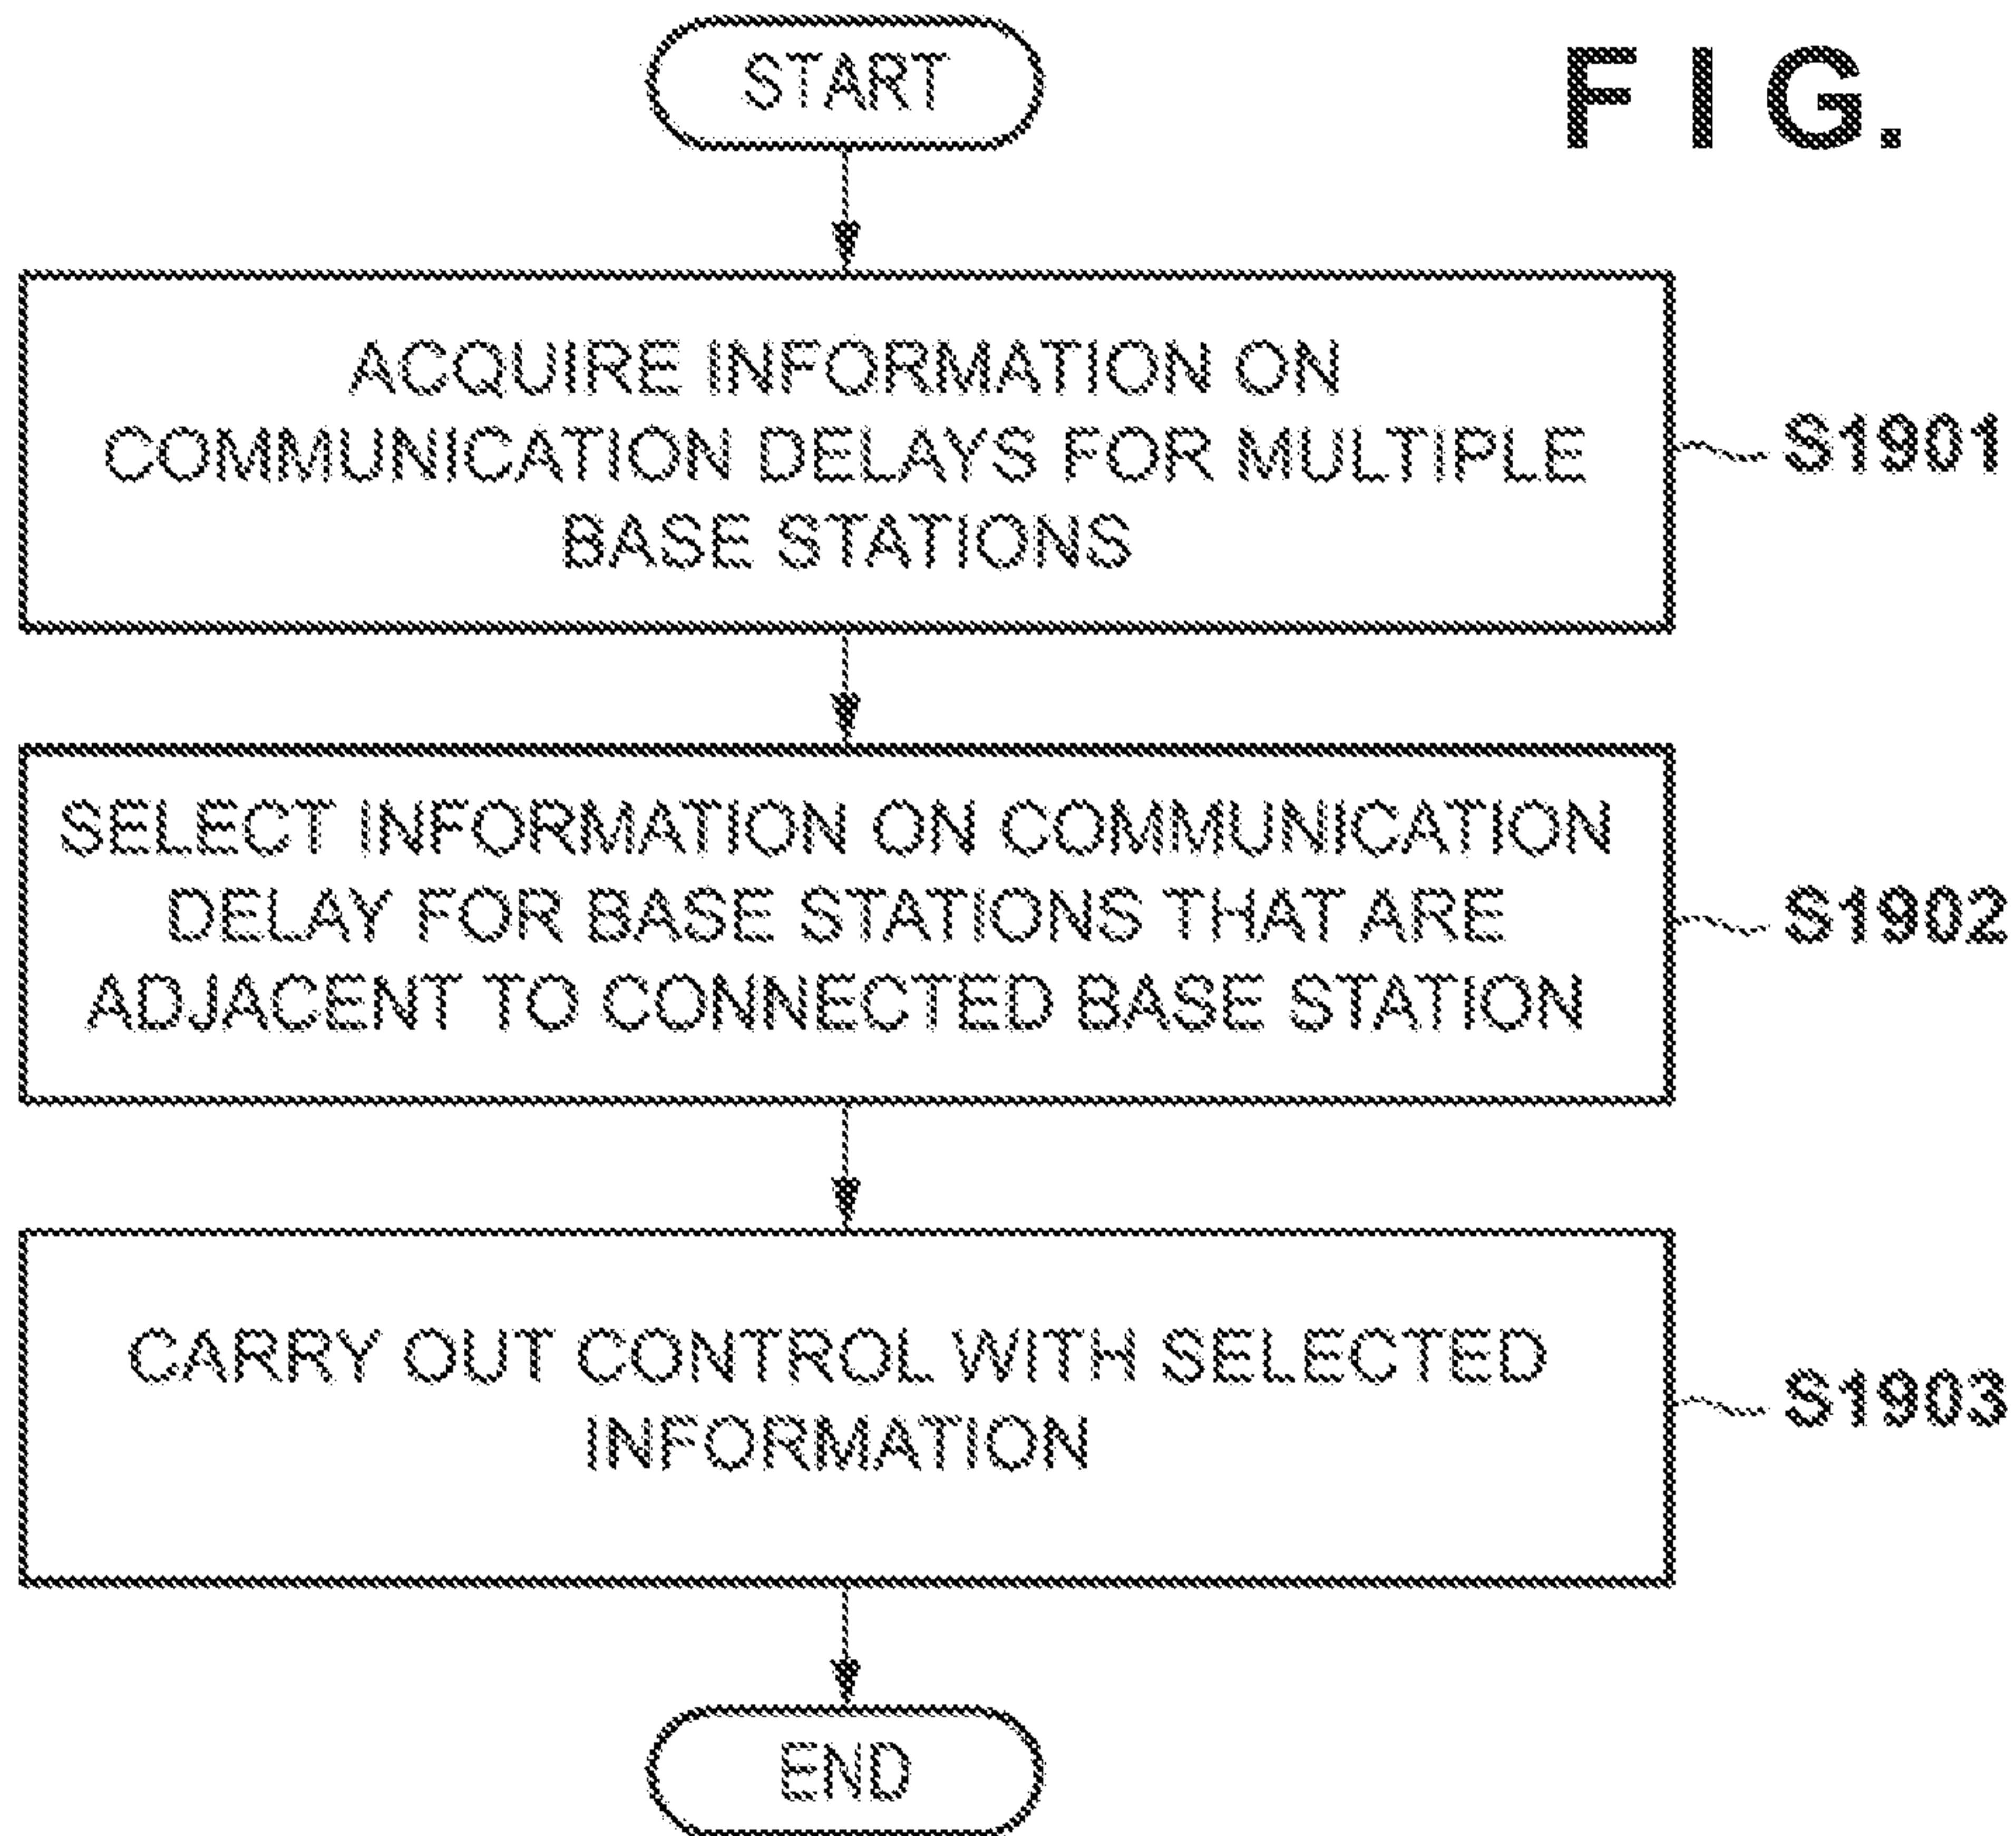 START
F I G.
ACQUIRE INFORMATION ON
COMMUNICATION DELAYS FOR MULTIPLE
BASE STATIONS
S1901
SELECT INFORMATION ON COMMUNICATION
DELAY FOR BASE STATIONS THAT ARE
ADJACENT TO CONNECTED BASE STATION
S1902
CARRY OUT CONTROL WITH SELECTED
INFORMATION
S1903
END